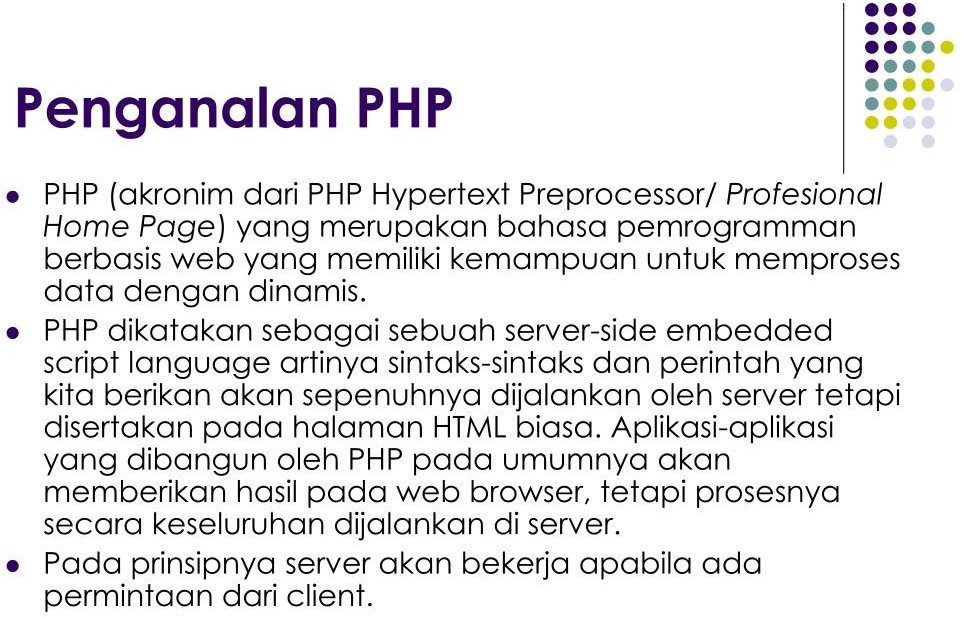 Penganalan PHP
● PHP (akronim dari PHP Hypertext Preprocessor/ Profesional
Home Page) yang merupakan bahasa pemrogramman
berbasis web yang memiliki kemampuan untuk memproses
data dengan dinamis.
● PHP dikatakan sebagai sebuah server-side embedded
script language artinya sintaks-sintaks dan perintah yang
kita berikan akan sepenuhnya dijalankan oleh server tetapi
disertakan pada halaman HTML biasa. Aplikasi-aplikasi
yang dibangun oleh PHP pada umumnya akan
memberikan hasil pada web browser, tetapi prosesnya
secara keseluruhan dijalankan di server.
● Pada prinsipnya server akan bekerja apabila ada
permintaan dari client.